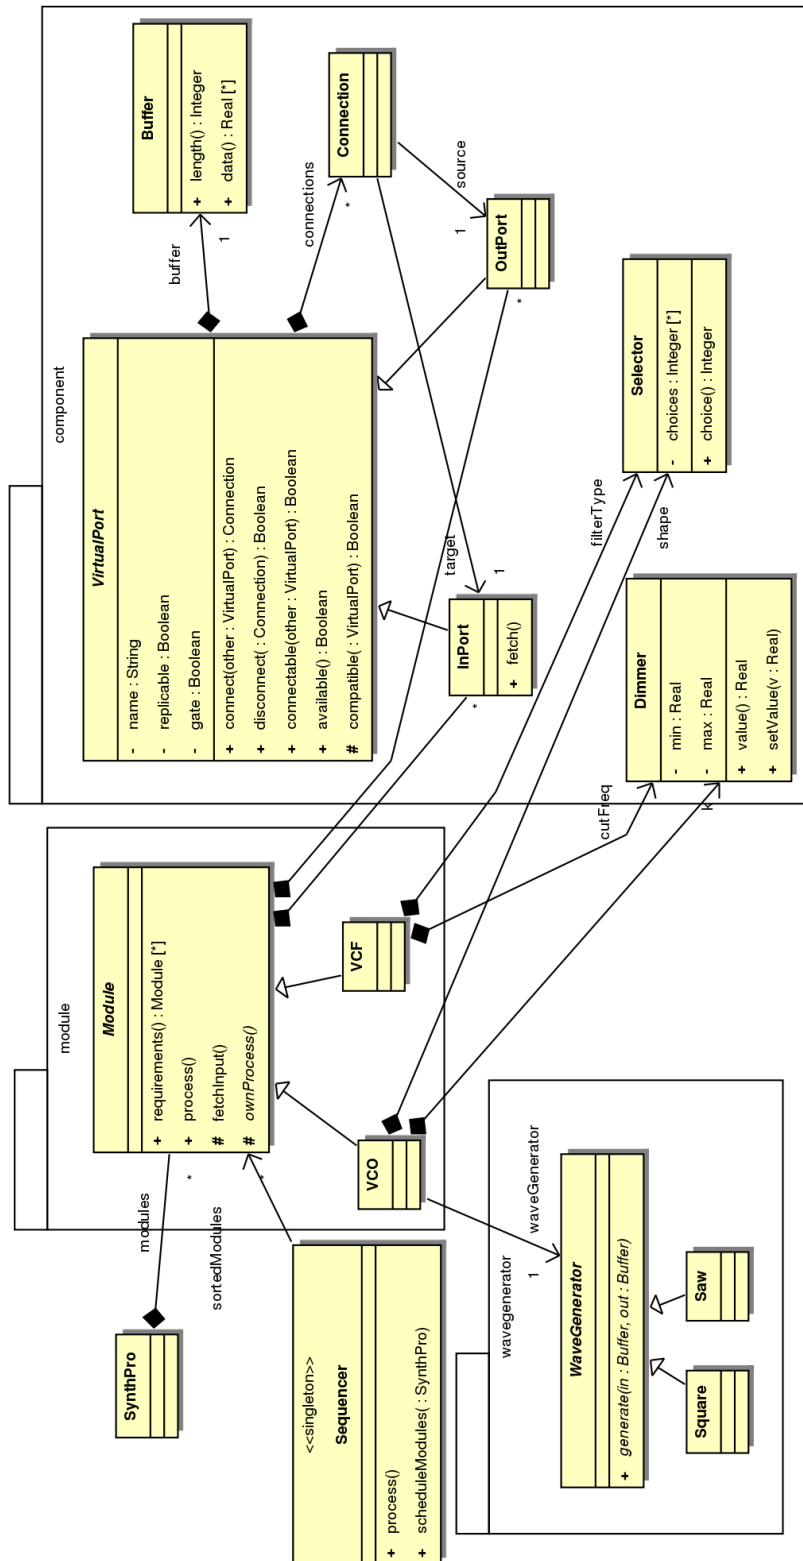 component
Buffer
+ length() : Integer
+ data() : Real [*]
buffer
1
VirtualPort
- name : String
- replicable : Boolean
- gate : Boolean
+ connect(other : VirtualPort) : Connection
+ disconnect( : Connection) : Boolean
+ connectable(other : VirtualPort) : Boolean
+ available() : Boolean
# compatible( : VirtualPort) : Boolean
connections
*
Connection
source
1
OutPort
*
target
1
InPort
+ fetch()
*
Selector
- choices : Integer [*]
+ choice() : Integer
filterType
shape
Dimmer
- min : Real
- max : Real
+ value() : Real
+ setValue(v : Real)
cutFreq
k
module
Module
+ requirements() : Module [*]
+ process()
# fetchInput()
# ownProcess()
VCF
VCO
modules
*
sortedModules
*
SynthPro
<<singleton>>
Sequencer
+ process()
+ scheduleModules( : SynthPro)
wavegenerator
waveGenerator
1
WaveGenerator
+ generate(in : Buffer, out : Buffer)
Saw
Square